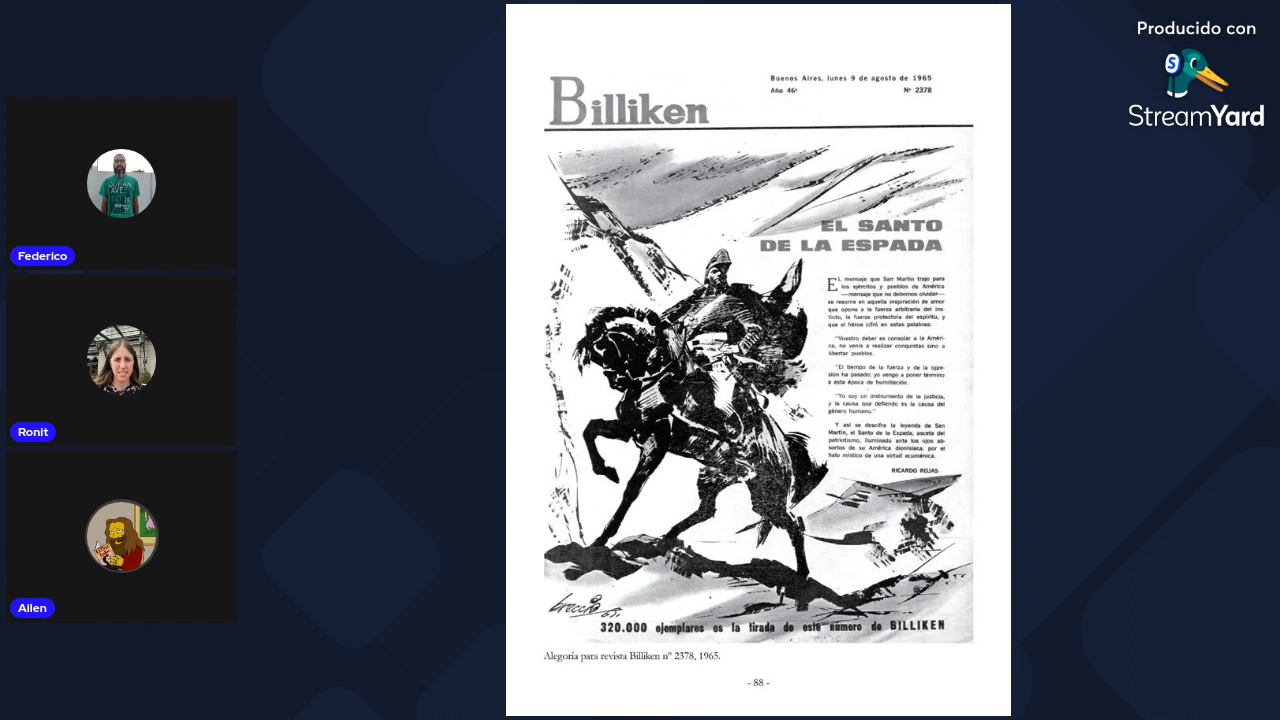 Producido con
StreamYard
Federico
Ronit
Ailen
Billiken
Buenos Aires, lunes 9 de agosto de 1965
Año 46º Nº 2378
EL SANTO
DE LA ESPADA
EL mensaje que San Martín trajo para
los ejércitos y pueblos de América
—mensaje que no debemos olvidar—
se resume en aquella inspiración de amor
que opone a la fuerza arbitraria del ins-
tinto, la fuerza protectora del espíritu, y
que el héroe cifró en estas palabras:
"Vuestro deber es consolar a la Améri-
ca, no venís a realizar conquistas sino a
libertar pueblos.
"El tiempo de la fuerza y de la opre-
sión ha pasado; yo vengo a poner término
a esta época de humillación.
"Yo soy un instrumento de la justicia,
y la causa que defiendo es la causa del
género humano."
Y así se descifra la leyenda de San
Martín, el Santo de la Espada, asceta del
patriotismo, iluminado ante los ojos ab-
sortos de su América dionisíaca, por el
halo místico de una virtud ecuménica.
RICARDO ROJAS
Breccia 65.
320.000 ejemplares es la tirada de este número de BILLIKEN
Alegoría para revista Billiken nº 2378, 1965.
- 88 -